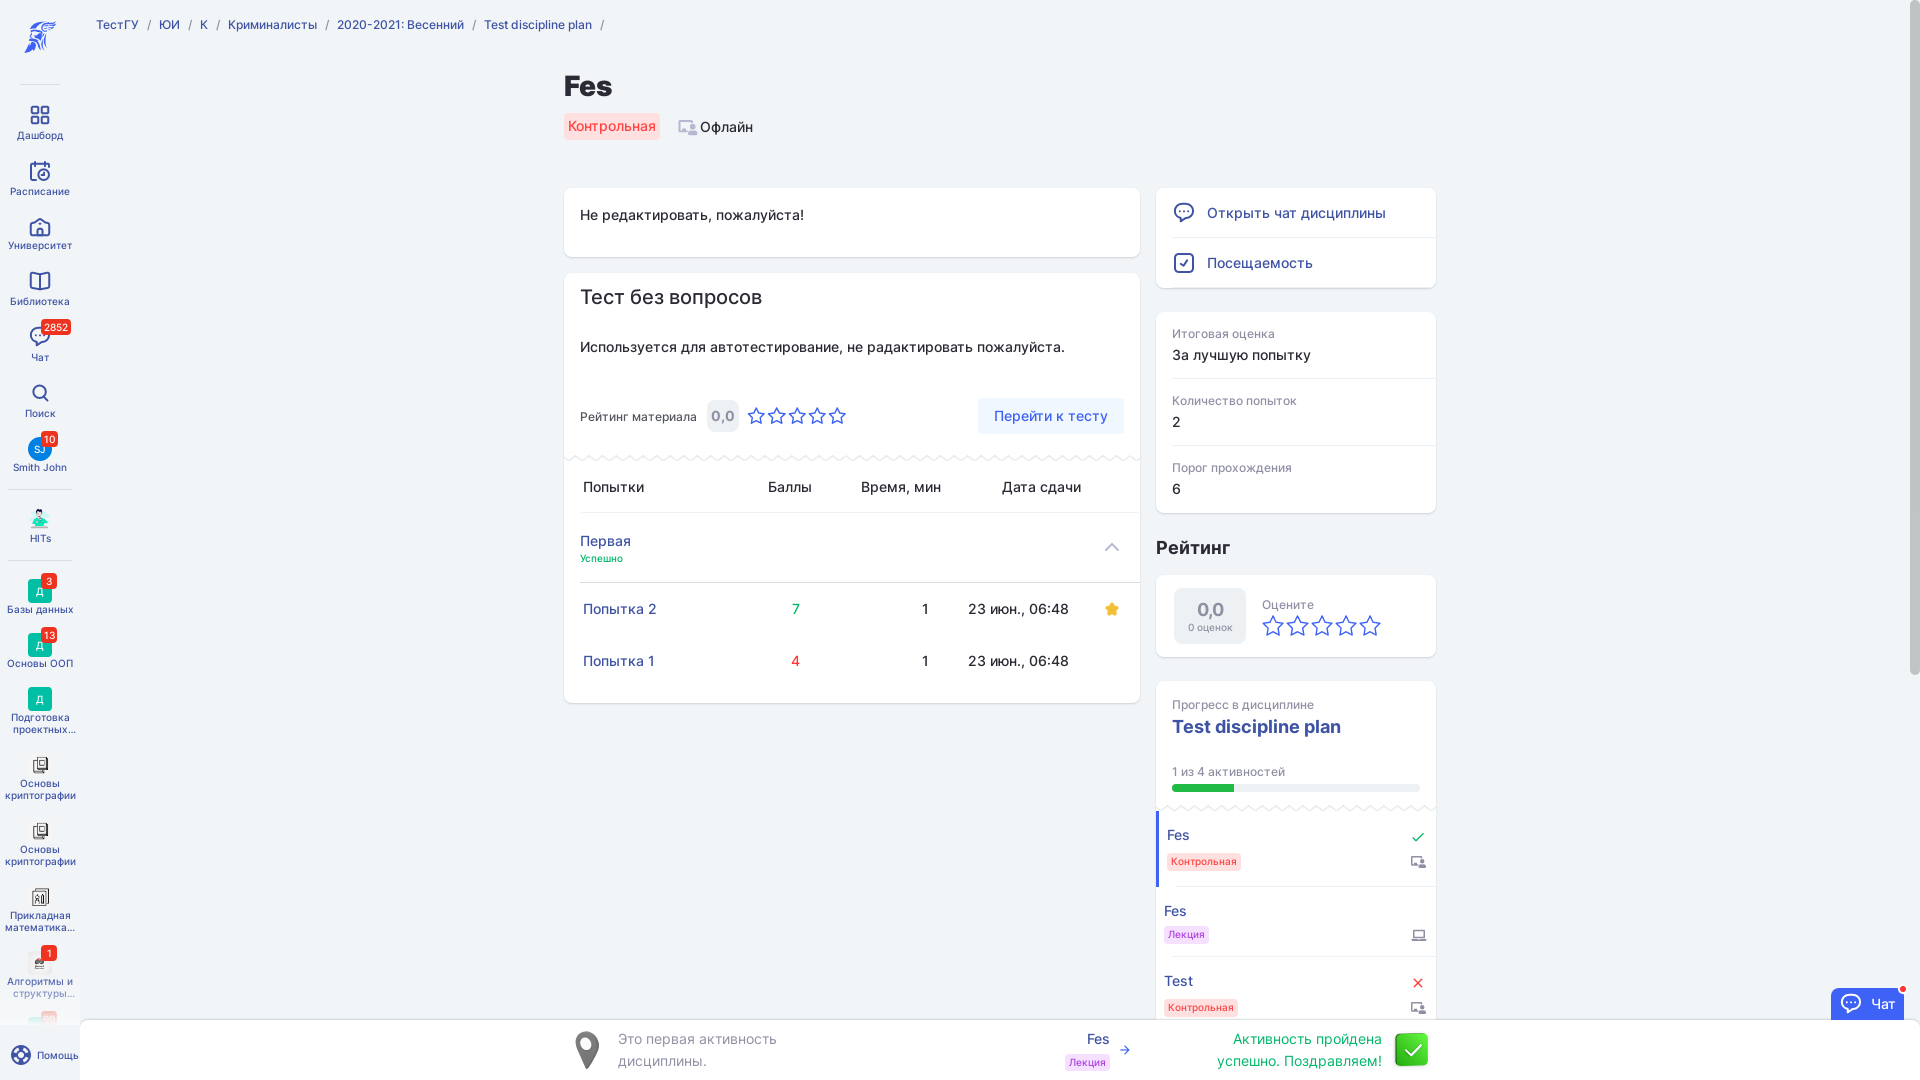 ТестГУ / ЮИ / К / Криминалисты / 2020-2021: Весенний / Test discipline plan /
Дашборд
Расписание
Университет
Библиотека
2852
Чат
Поиск
10
SJ
Smith John
HITs
3
Д
Базы данных
13
Д
Основы ООП
Д
Подготовка
проектных...
Основы
криптографии
Основы
криптографии
Прикладная
математика...
1
Алгоритмы и
структуры...
Помощь
Fes
Контрольная
Офлайн
Не редактировать, пожалуйста!
Тест без вопросов
Используется для автотестирование, не радактировать пожалуйста.
Рейтинг материала 0,0
Перейти к тесту
Попытки Баллы Время, мин Дата сдачи
Первая
Успешно
Попытка 2 7 1 23 июн., 06:48
Попытка 1 4 1 23 июн., 06:48
Открыть чат дисциплины
Посещаемость
Итоговая оценка
За лучшую попытку
Количество попыток
2
Порог прохождения
6
Рейтинг
0,0
0 оценок
Оцените
Прогресс в дисциплине
Test discipline plan
1 из 4 активностей
Fes
Контрольная
Fes
Лекция
Test
Контрольная
Чат
Это первая активность
дисциплины.
Fes
Лекция
Активность пройдена
успешно. Поздравляем!